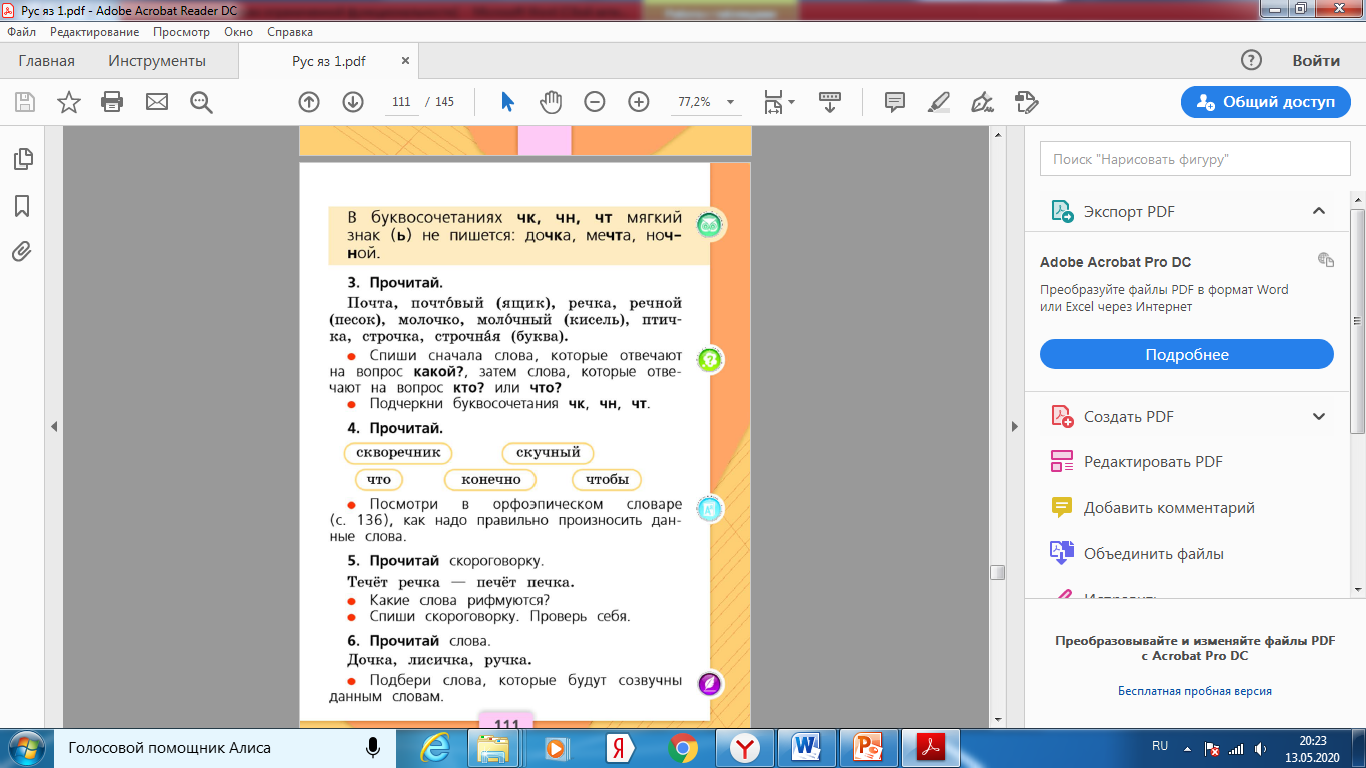 Рус яз 1.pdf - Adobe Acrobat Reader DC
Файл Редактирование Просмотр Окно Справка
Главная Инструменты Рус яз 1.pdf × ? Войти
111 / 145 77,2% Общий доступ
В буквосочетаниях чк, чн, чт мягкий
знак (ь) не пишется: дочка, мечта, ноч-
ной.
3. Прочитай.
Почта, почто́вый (ящик), речка, речной
(песок), молочко, моло́чный (кисель), птич-
ка, строчка, строчна́я (буква).
• Спиши сначала слова, которые отвечают
на вопрос какой?, затем слова, которые отве-
чают на вопрос кто? или что?
• Подчеркни буквосочетания чк, чн, чт.
4. Прочитай.
скворечник скучный
что конечно чтобы
• Посмотри в орфоэпическом словаре
(с. 136), как надо правильно произносить дан-
ные слова.
5. Прочитай скороговорку.
Течёт речка — печёт печка.
• Какие слова рифмуются?
• Спиши скороговорку. Проверь себя.
6. Прочитай слова.
Дочка, лисичка, ручка.
• Подбери слова, которые будут созвучны
данным словам.
111
Поиск "Нарисовать фигуру"
Экспорт PDF
Adobe Acrobat Pro DC
Преобразуйте файлы PDF в формат Word
или Excel через Интернет
Подробнее
Создать PDF
Редактировать PDF
Добавить комментарий
Объединить файлы
Преобразовывайте и изменяйте файлы PDF
с Acrobat Pro DC
Бесплатная пробная версия
Голосовой помощник Алиса
RU 20:23
13.05.2020